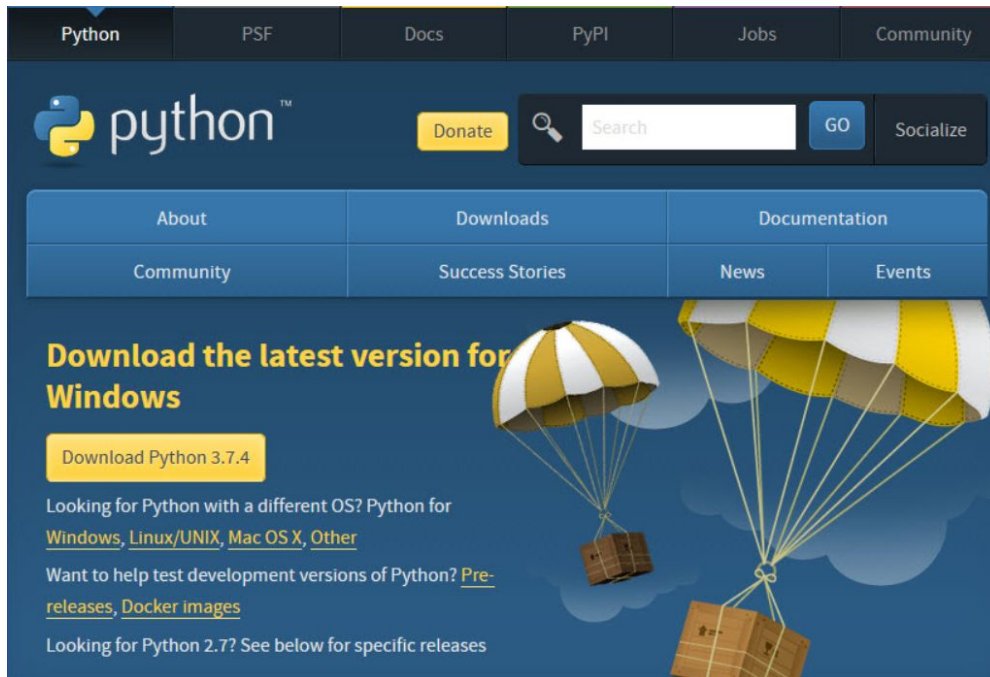 Python PSF Docs PyPI Jobs Community
python™ Donate Search GO Socialize
About Downloads Documentation
Community Success Stories News Events
Download the latest version for
Windows
Download Python 3.7.4
Looking for Python with a different OS? Python for
Windows, Linux/UNIX, Mac OS X, Other
Want to help test development versions of Python? Pre-
releases, Docker images
Looking for Python 2.7? See below for specific releases